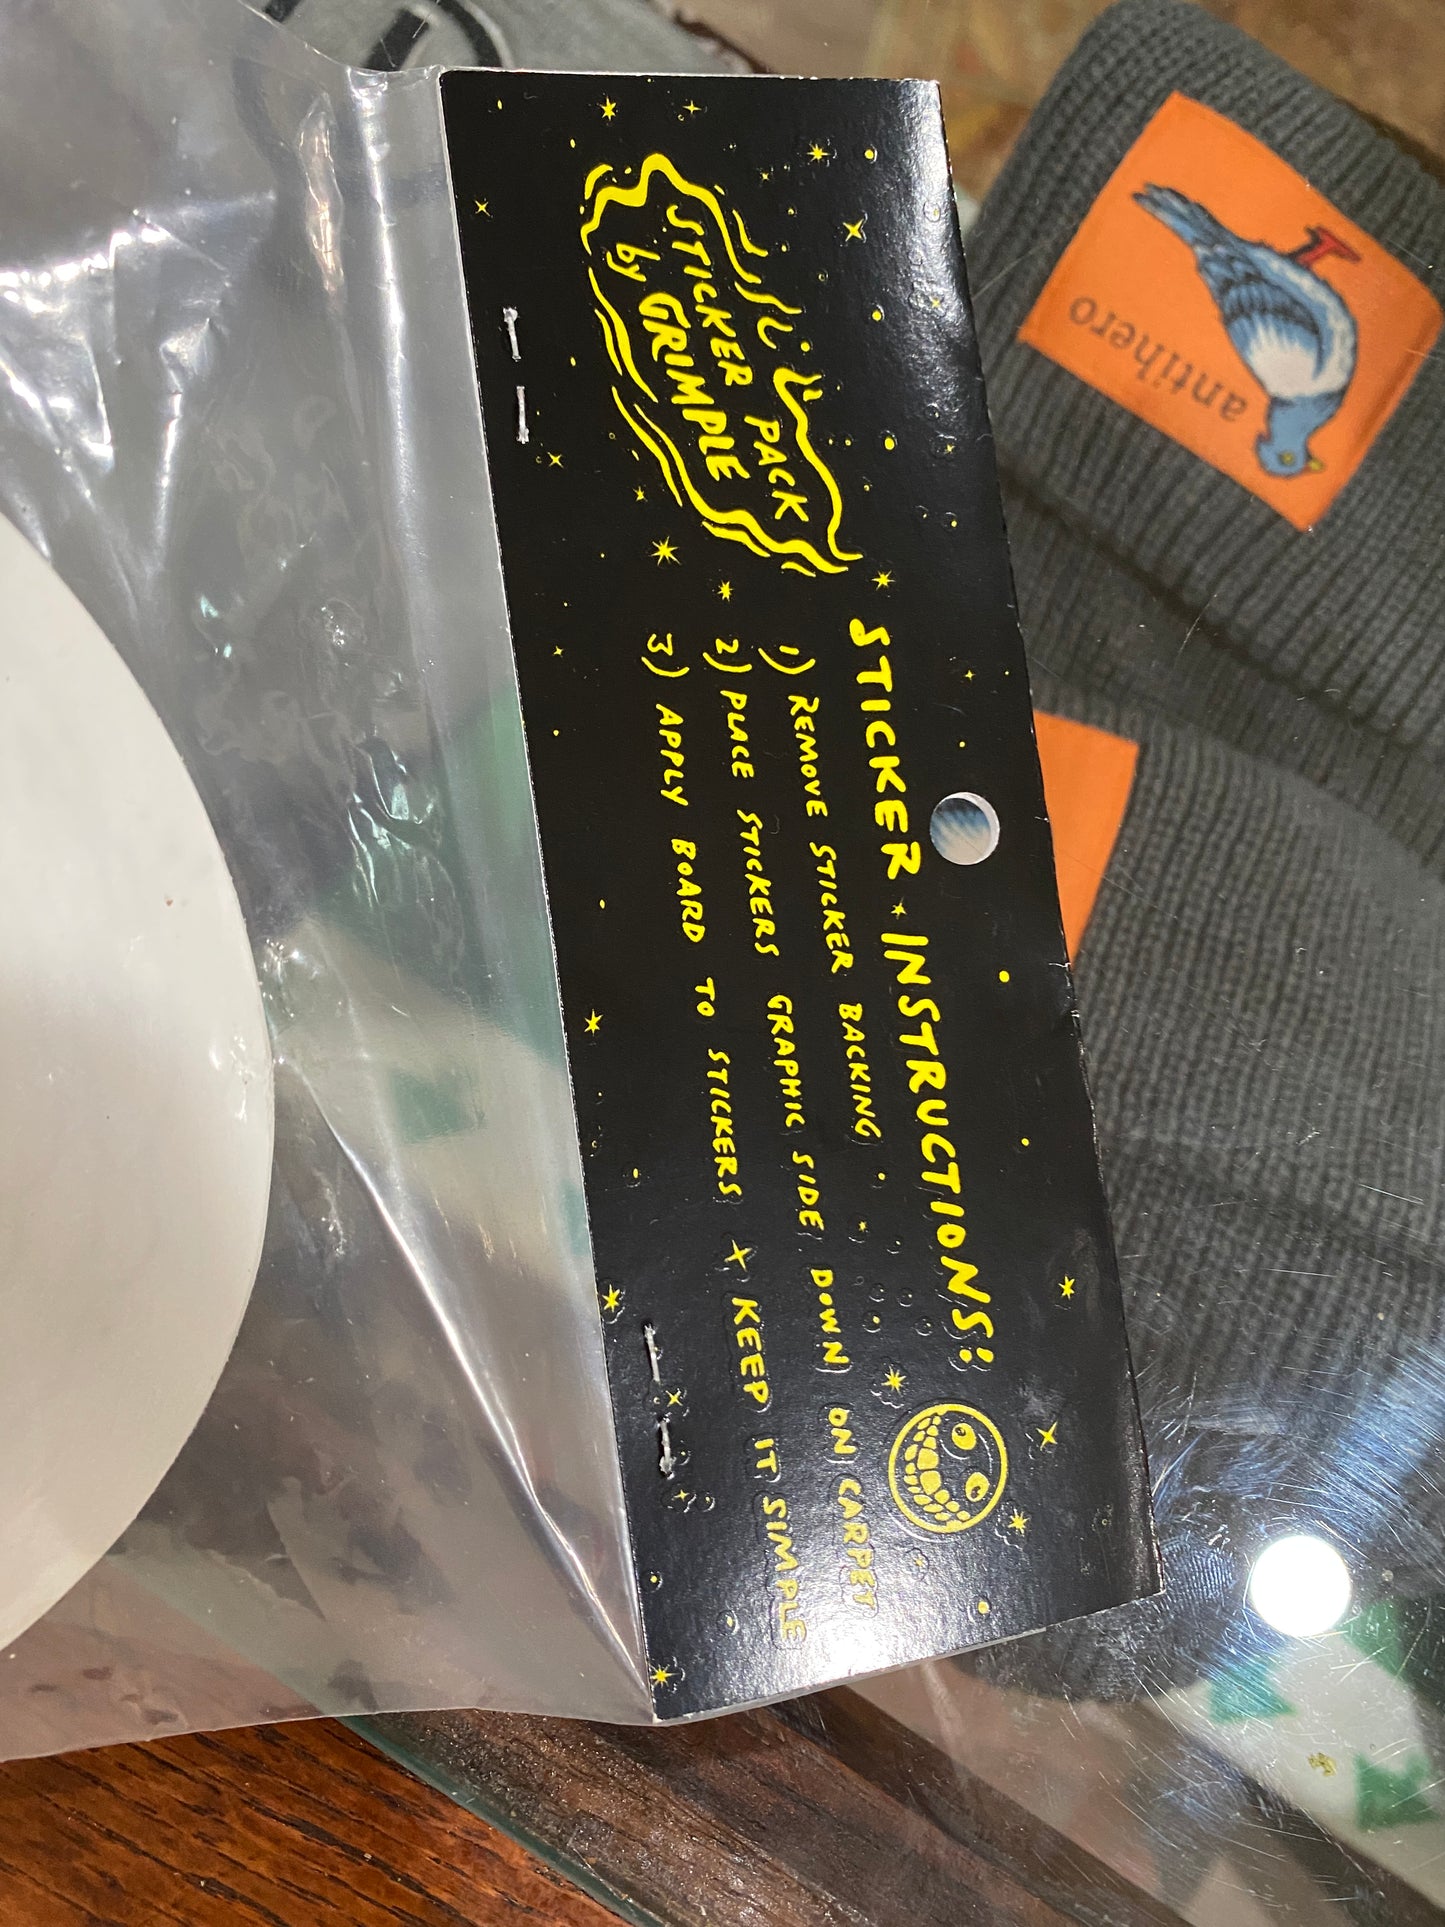 STICKER PACK
by GRIMPLE
STICKER INSTRUCTIONS:
1) REMOVE STICKER BACKING
2) PLACE STICKERS GRAPHIC SIDE DOWN ON CARPET
3) APPLY BOARD TO STICKERS + KEEP IT SIMPLE
antihero